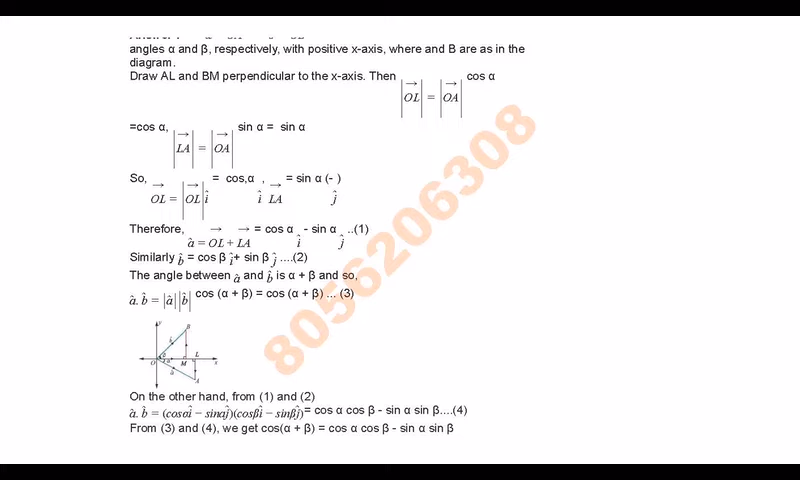 angles α and β, respectively, with positive x-axis, where and B are as in the
diagram.
Draw AL and BM perpendicular to the x-axis. Then |OL→| = |OA→| cos α
=cos α, |LA→| = |OA→| sin α = sin α
So, OL→ = |OL→| î = cos,α î , LA→ = sin α (- ĵ)
Therefore, â = OL→ + LA→ = cos α î - sin α ĵ ..(1)
Similarly b̂ = cos β î+ sin β ĵ ....(2)
The angle between â and b̂ is α + β and so,
â. b̂ = |â||b̂| cos (α + β) = cos (α + β) ... (3)
y
B
b̂
O
M
L
x
â
A
On the other hand, from (1) and (2)
â. b̂ = (cosαî − sinαĵ)(cosβî − sinβĵ)= cos α cos β - sin α sin β....(4)
From (3) and (4), we get cos(α + β) = cos α cos β - sin α sin β
8056206308